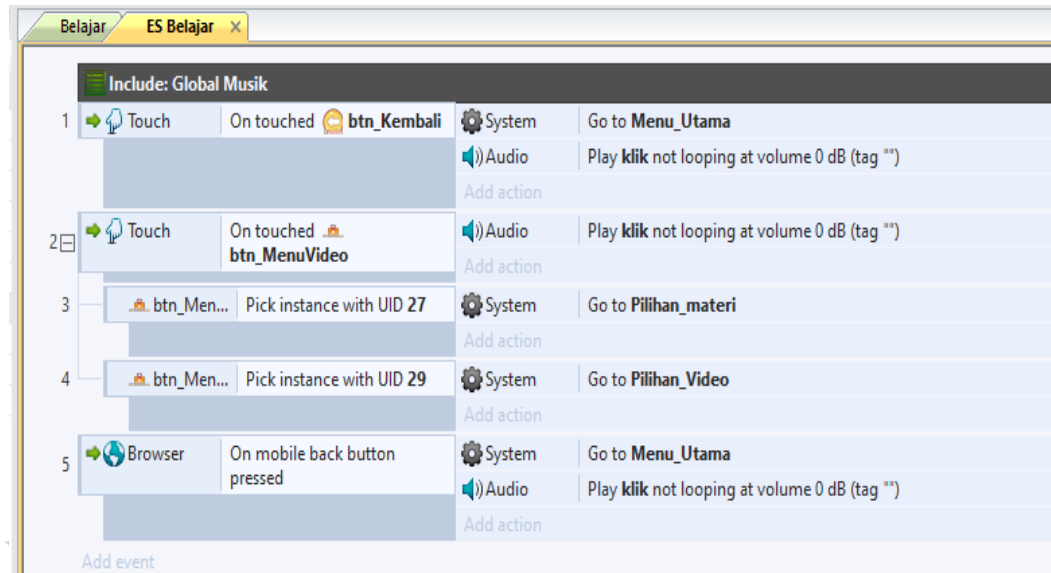 Belajar ES Belajar ×
Include: Global Musik
1 Touch On touched btn_Kembali System Go to Menu_Utama
Audio Play klik not looping at volume 0 dB (tag "")
Add action
2 Touch On touched btn_MenuVideo Audio Play klik not looping at volume 0 dB (tag "")
Add action
3 btn_Men... Pick instance with UID 27 System Go to Pilihan_materi
Add action
4 btn_Men... Pick instance with UID 29 System Go to Pilihan_Video
Add action
5 Browser On mobile back button pressed System Go to Menu_Utama
Audio Play klik not looping at volume 0 dB (tag "")
Add action
Add event